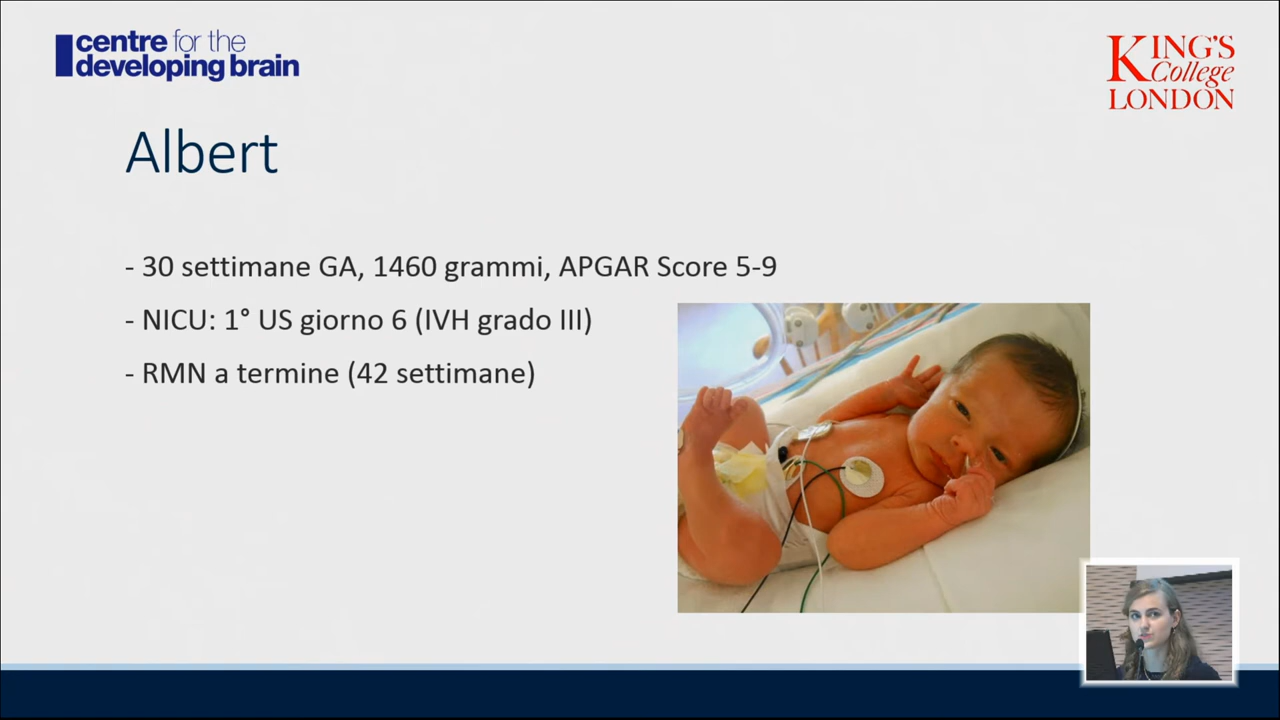 centre for the
developing brain
KING'S
College
LONDON
Albert
- 30 settimane GA, 1460 grammi, APGAR Score 5-9
- NICU: 1° US giorno 6 (IVH grado III)
- RMN a termine (42 settimane)